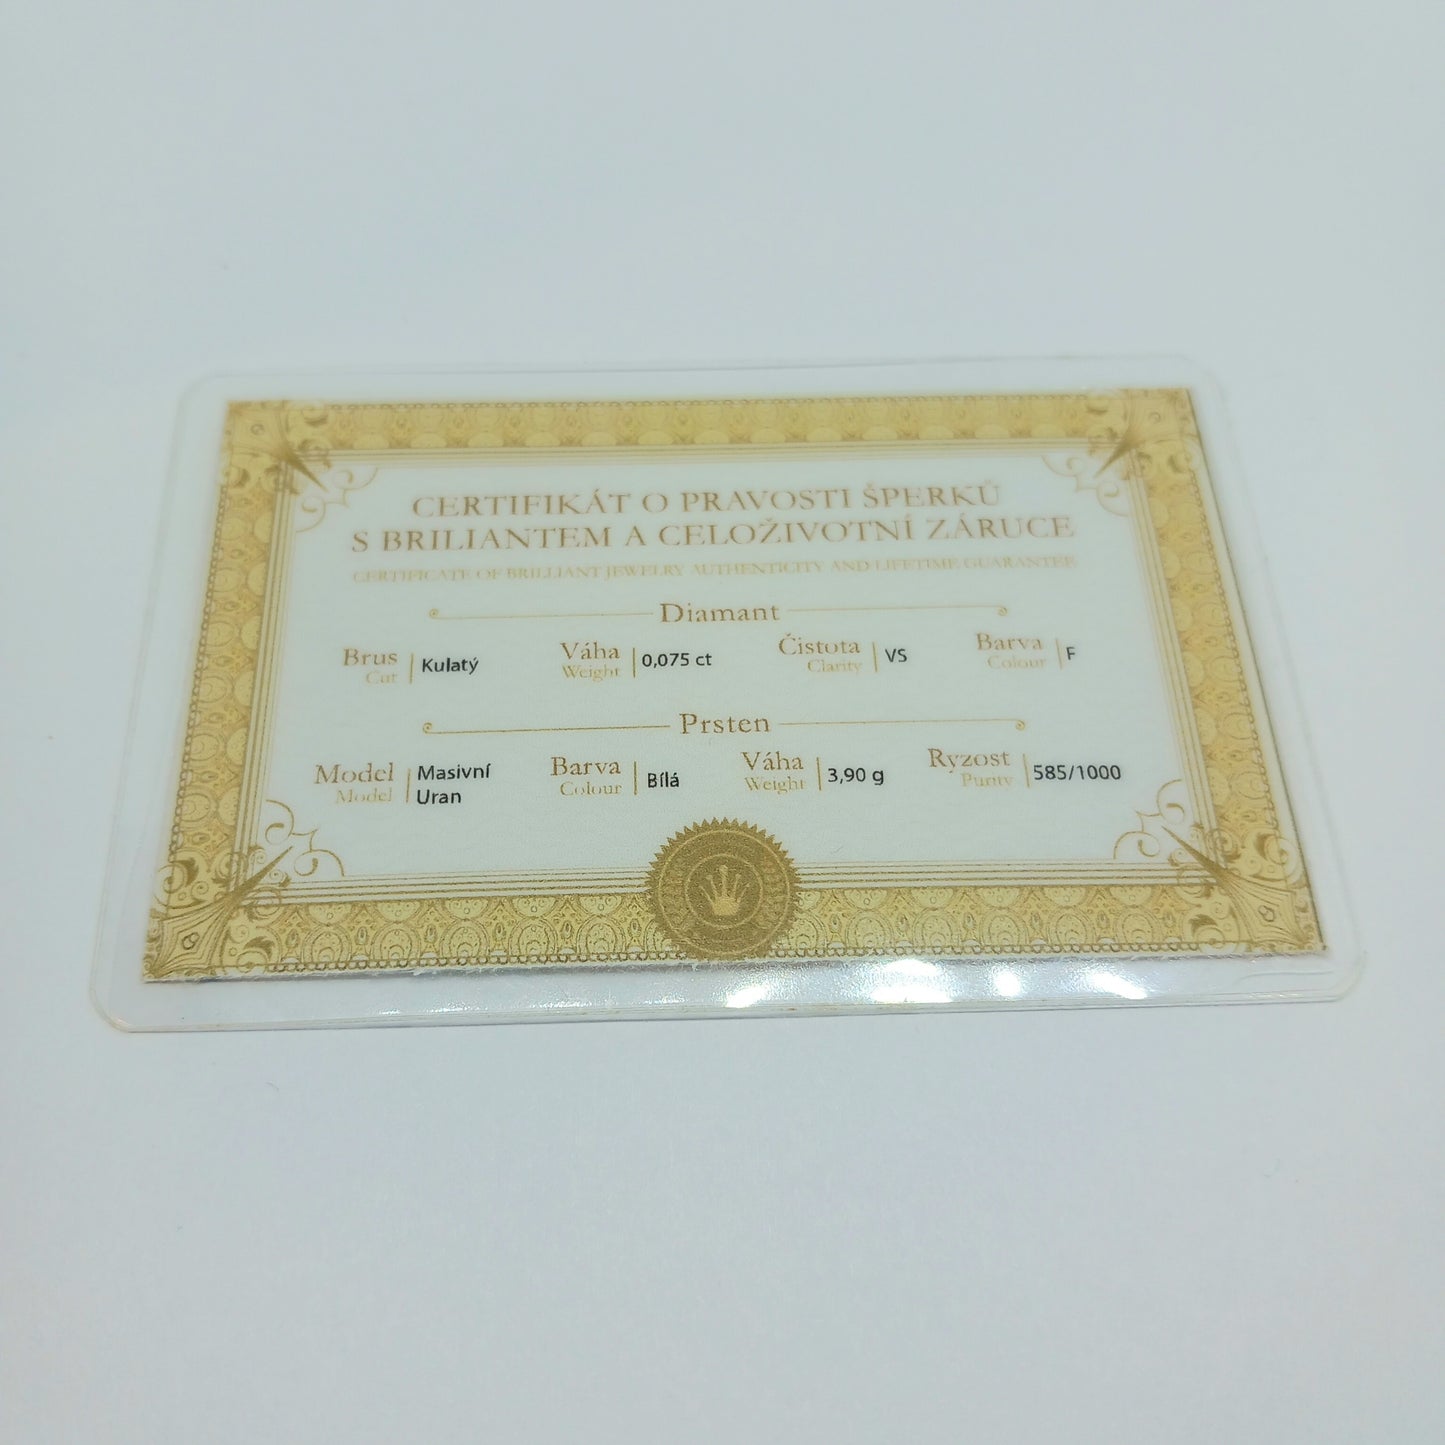 CERTIFIKÁT O PRAVOSTI ŠPERKŮ
S BRILIANTEM A CELOŽIVOTNÍ ZÁRUCE
CERTIFICATE OF BRILLIANT JEWELRY AUTHENTICITY AND LIFETIME GUARANTEE
Diamant
Brus Cut Kulatý
Váha Weight 0,075 ct
Čistota Clarity VS
Barva Colour F
Prsten
Model Model Masivní Uran
Barva Colour Bílá
Váha Weight 3,90 g
Ryzost Purity 585/1000